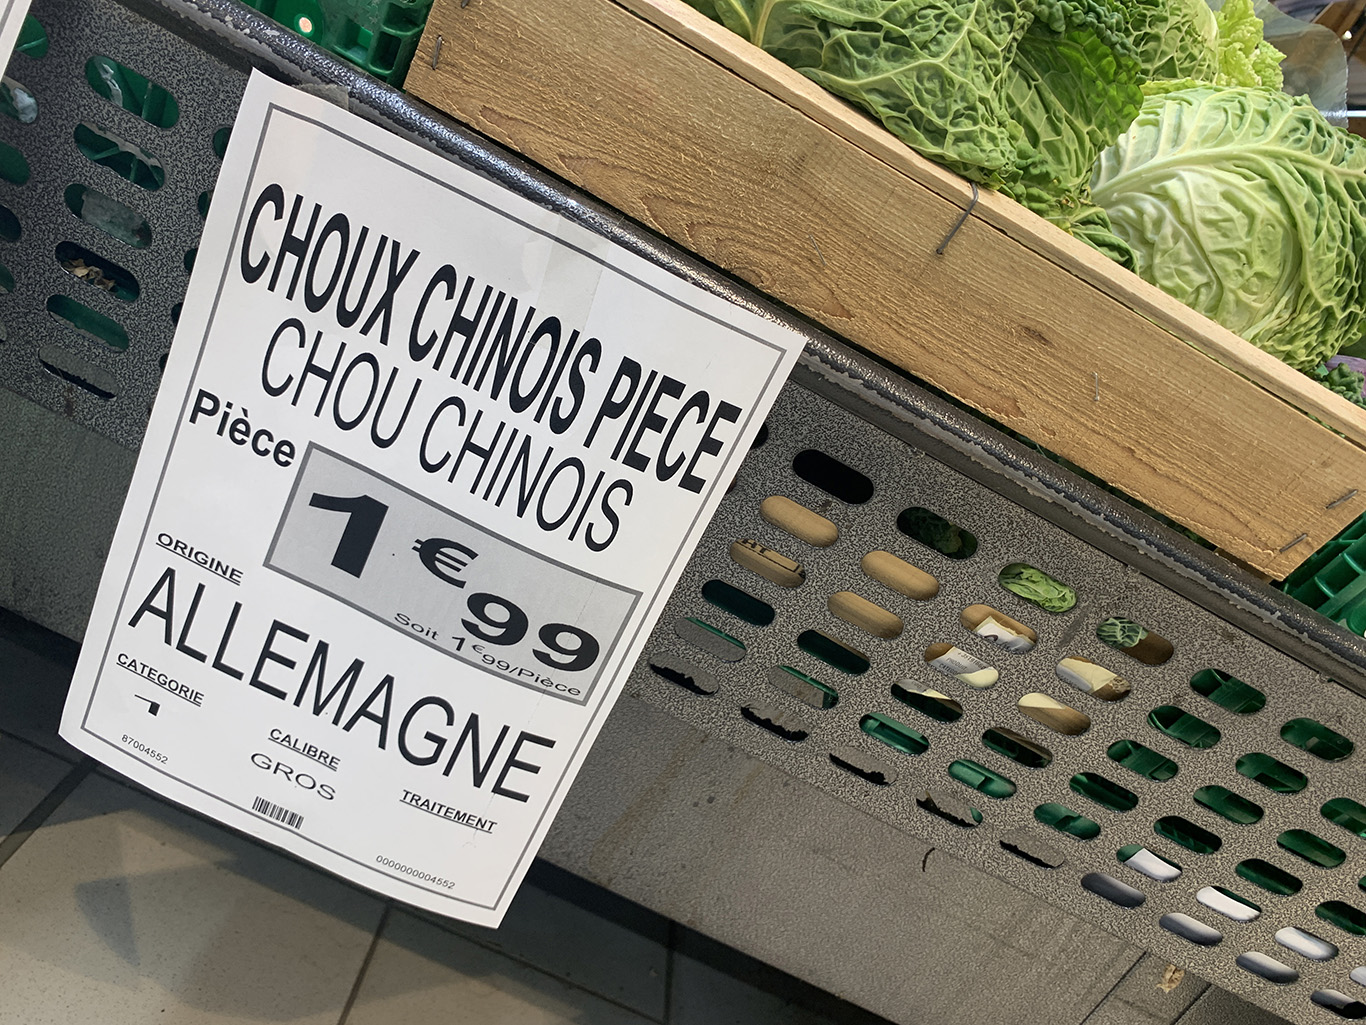 CHOUX CHINOIS PIECE
CHOU CHINOIS
Pièce
1 € 99
Soit 1€99/Pièce
ORIGINE
ALLEMAGNE
CATEGORIE
1
CALIBRE
GROS
TRAITEMENT
87004552
0000000004552